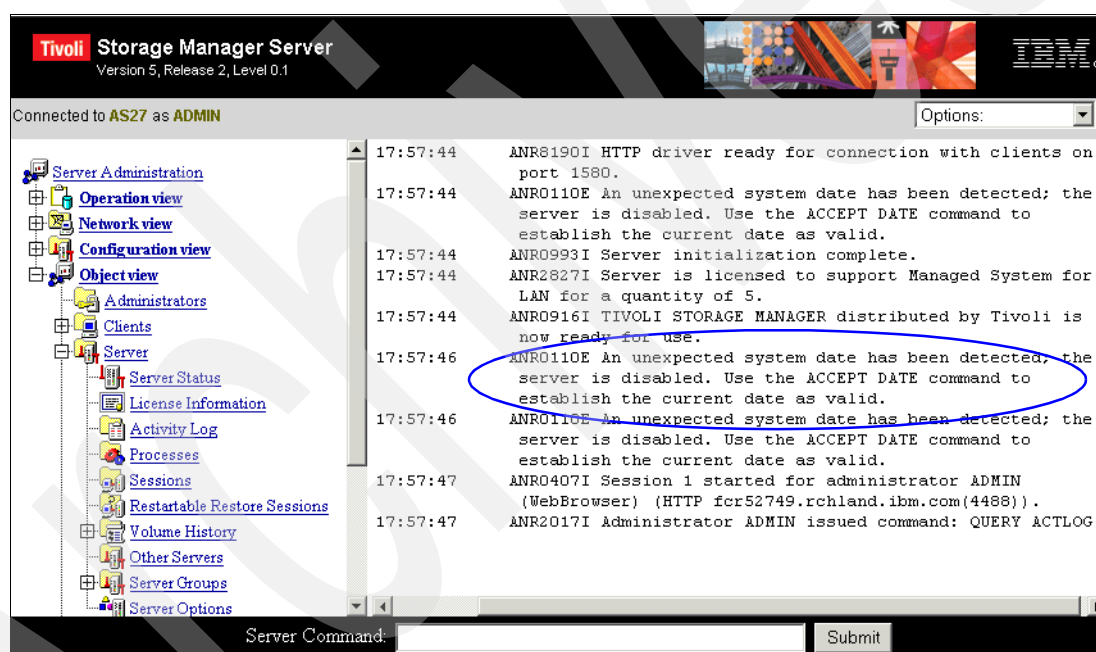 Tivoli Storage Manager Server
Version 5, Release 2, Level 0.1
IBM
Connected to AS27 as ADMIN
Options:
Server Administration
Operation view
Network view
Configuration view
Object view
Administrators
Clients
Server
Server Status
License Information
Activity Log
Processes
Sessions
Restartable Restore Sessions
Volume History
Other Servers
Server Groups
Server Options
17:57:44 ANR8190I HTTP driver ready for connection with clients on
port 1580.
17:57:44 ANR0110E An unexpected system date has been detected; the
server is disabled. Use the ACCEPT DATE command to
establish the current date as valid.
17:57:44 ANR0993I Server initialization complete.
17:57:44 ANR2827I Server is licensed to support Managed System for
LAN for a quantity of 5.
17:57:44 ANR0916I TIVOLI STORAGE MANAGER distributed by Tivoli is
now ready for use.
17:57:46 ANR0110E An unexpected system date has been detected; the
server is disabled. Use the ACCEPT DATE command to
establish the current date as valid.
17:57:46 ANR0110E An unexpected system date has been detected; the
server is disabled. Use the ACCEPT DATE command to
establish the current date as valid.
17:57:47 ANR0407I Session 1 started for administrator ADMIN
(WebBrowser) (HTTP fcr52749.rchland.ibm.com(4488)).
17:57:47 ANR2017I Administrator ADMIN issued command: QUERY ACTLOG
Server Command:
Submit